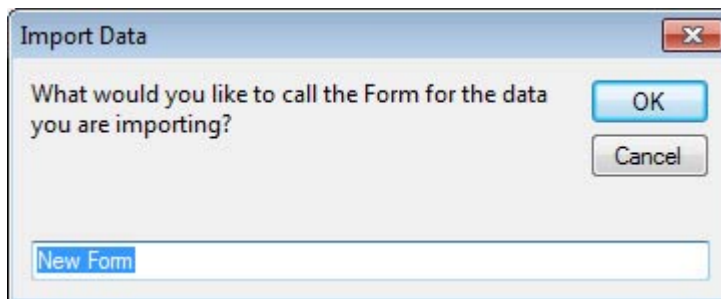 Import Data
What would you like to call the Form for the data
you are importing?
OK
Cancel
New Form